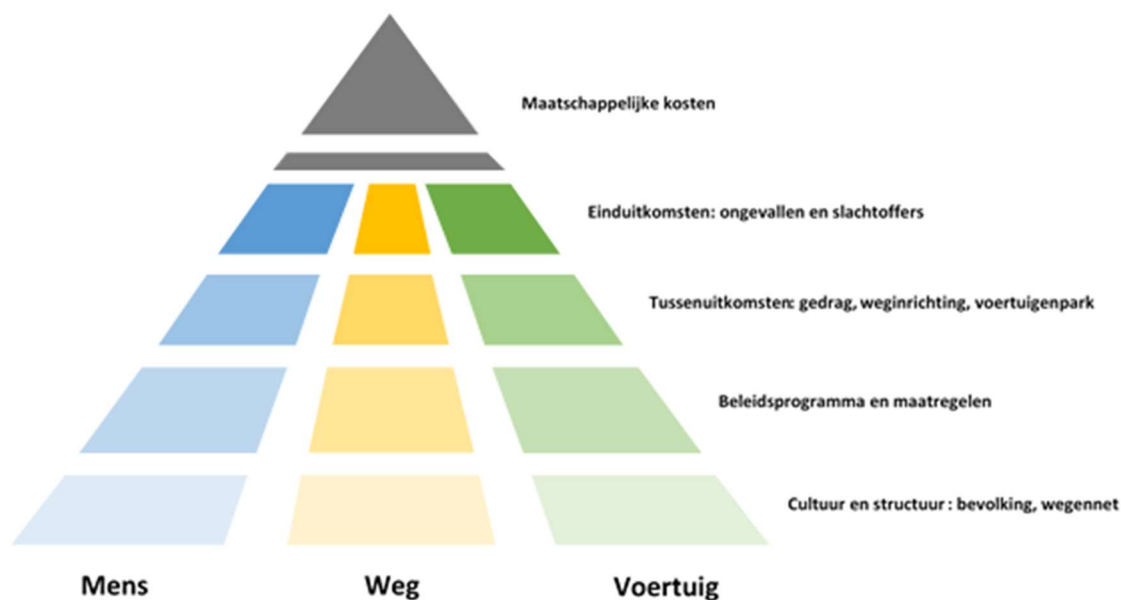 Maatschappelijke kosten
Einduitkomsten: ongevallen en slachtoffers
Tussenuitkomsten: gedrag, weginrichting, voertuigenpark
Beleidsprogramma en maatregelen
Cultuur en structuur : bevolking, wegennet
Mens Weg Voertuig